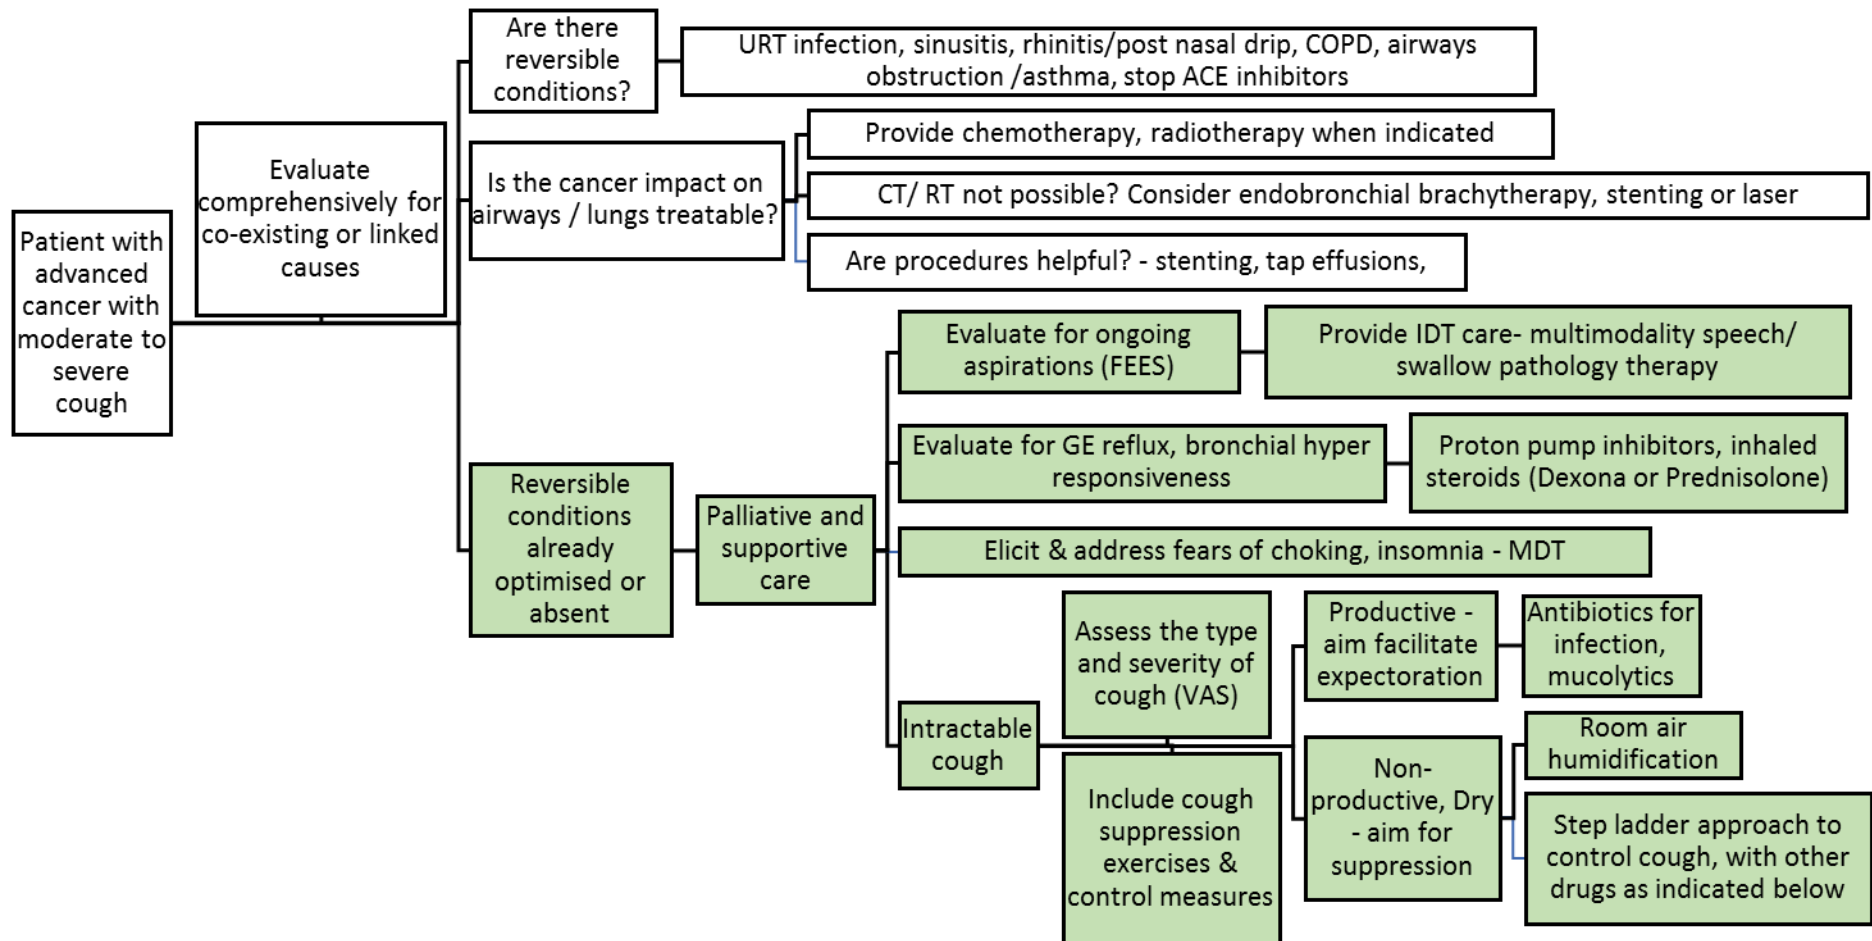 Patient with
advanced
cancer with
moderate to
severe
cough
Evaluate
comprehensively for
co-existing or linked
causes
Are there
reversible
conditions?
URT infection, sinusitis, rhinitis/post nasal drip, COPD, airways
obstruction /asthma, stop ACE inhibitors
Is the cancer impact on
airways / lungs treatable?
Provide chemotherapy, radiotherapy when indicated
CT/ RT not possible? Consider endobronchial brachytherapy, stenting or laser
Are procedures helpful? - stenting, tap effusions,
Reversible
conditions
already
optimised or
absent
Palliative and
supportive
care
Evaluate for ongoing
aspirations (FEES)
Provide IDT care- multimodality speech/
swallow pathology therapy
Evaluate for GE reflux, bronchial hyper
responsiveness
Proton pump inhibitors, inhaled
steroids (Dexona or Prednisolone)
Elicit & address fears of choking, insomnia - MDT
Intractable
cough
Assess the type
and severity of
cough (VAS)
Include cough
suppression
exercises &
control measures
Productive -
aim facilitate
expectoration
Antibiotics for
infection,
mucolytics
Non-
productive, Dry
- aim for
suppression
Room air
humidification
Step ladder approach to
control cough, with other
drugs as indicated below